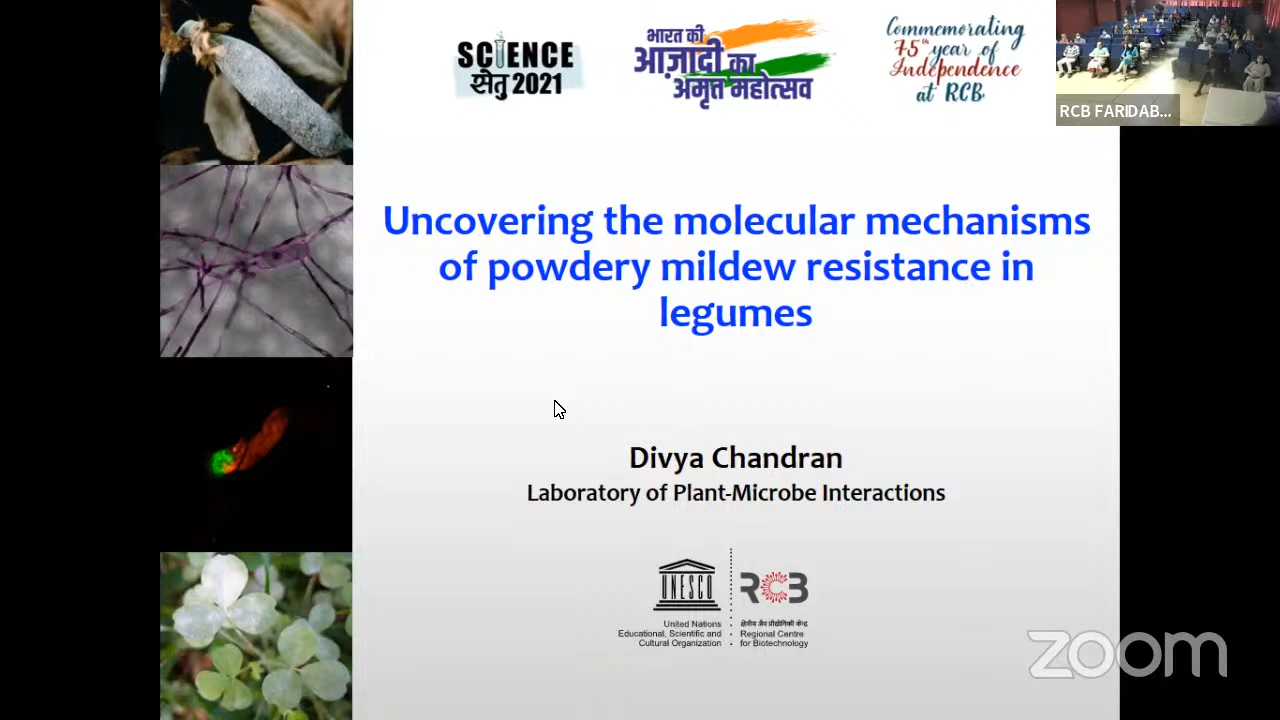 SCIENCE
सेतु 2021
भारत की
आज़ादी का
अमृत महोत्सव
Commemorating
75th year of
Independence
at RCB
RCB FARIDAB...
Uncovering the molecular mechanisms
of powdery mildew resistance in
legumes
Divya Chandran
Laboratory of Plant-Microbe Interactions
UNESCO
RCB
United Nations
Educational, Scientific and
Cultural Organization
क्षेत्रीय जैव प्रौद्योगिकी केन्द्र
Regional Centre
for Biotechnology
zoom